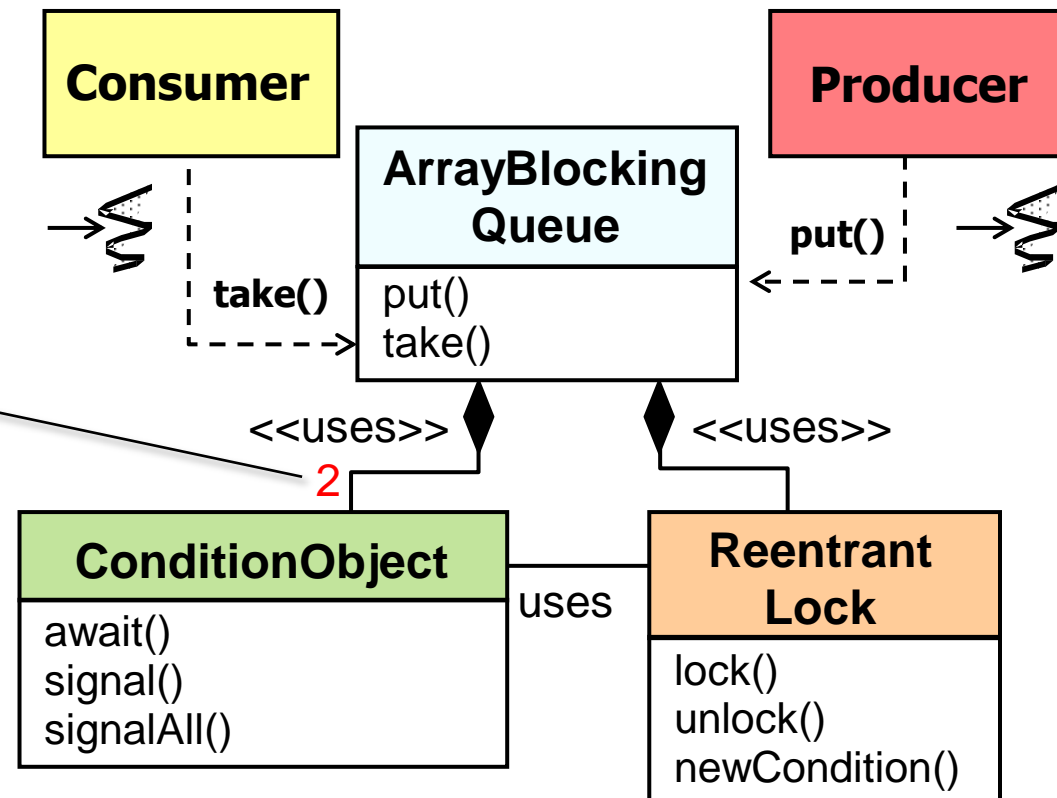 Consumer
Producer
ArrayBlocking
Queue
put()
take()
put()
take()
<<uses>>
<<uses>>
2
ConditionObject
await()
signal()
signalAll()
uses
Reentrant
Lock
lock()
unlock()
newCondition()